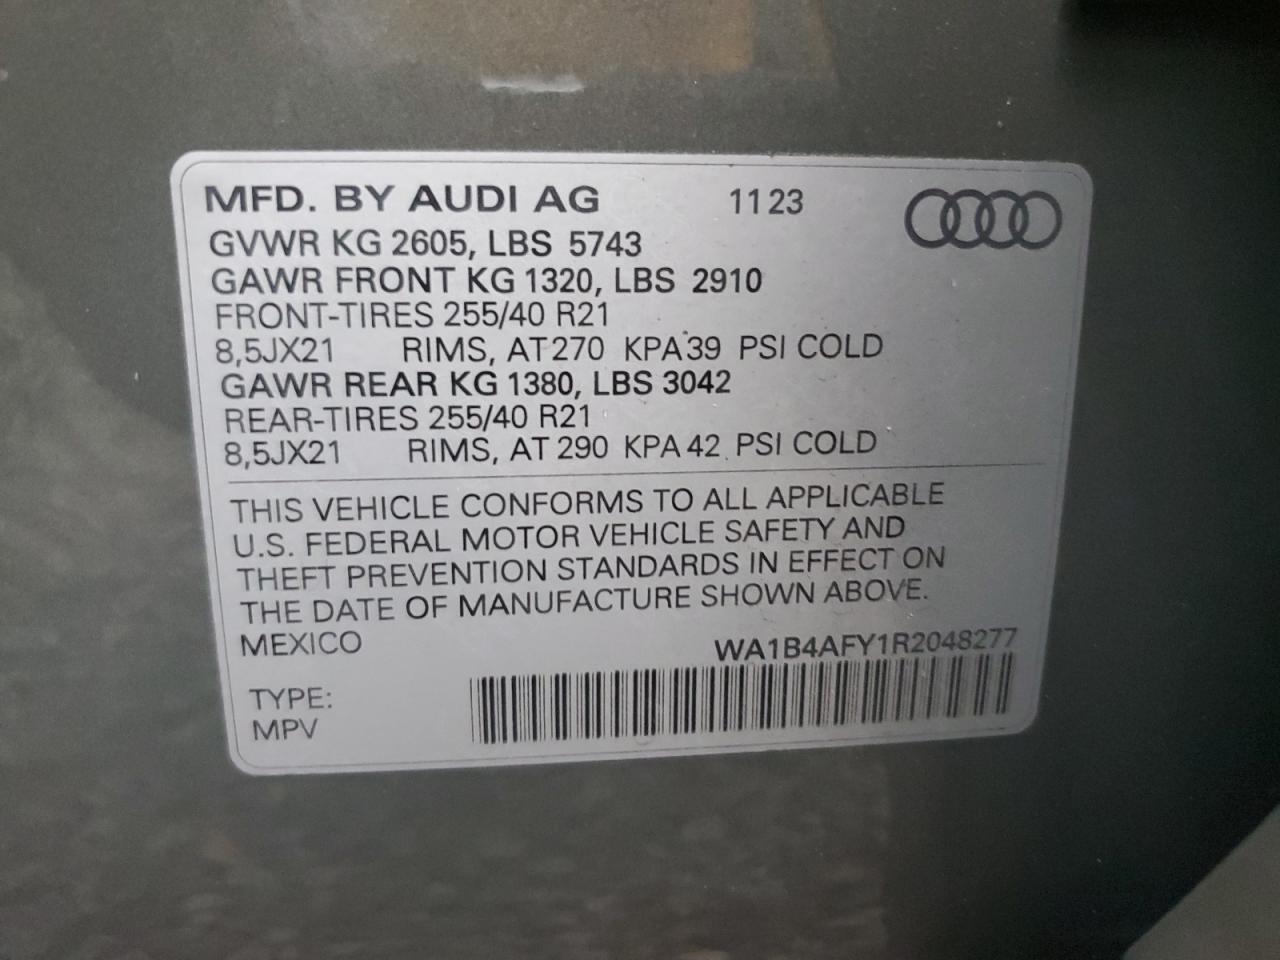 MFD. BY AUDI AG 11 23
GVWR KG 2605, LBS 5743
GAWR FRONT KG 1320, LBS 2910
FRONT-TIRES 255/40 R21
8,5JX21 RIMS, AT 270 KPA 39 PSI COLD
GAWR REAR KG 1380, LBS 3042
REAR-TIRES 255/40 R21
8,5JX21 RIMS, AT 290 KPA 42 PSI COLD
THIS VEHICLE CONFORMS TO ALL APPLICABLE
U.S. FEDERAL MOTOR VEHICLE SAFETY AND
THEFT PREVENTION STANDARDS IN EFFECT ON
THE DATE OF MANUFACTURE SHOWN ABOVE.
MEXICO WA1B4AFY1R2048277
TYPE:
MPV